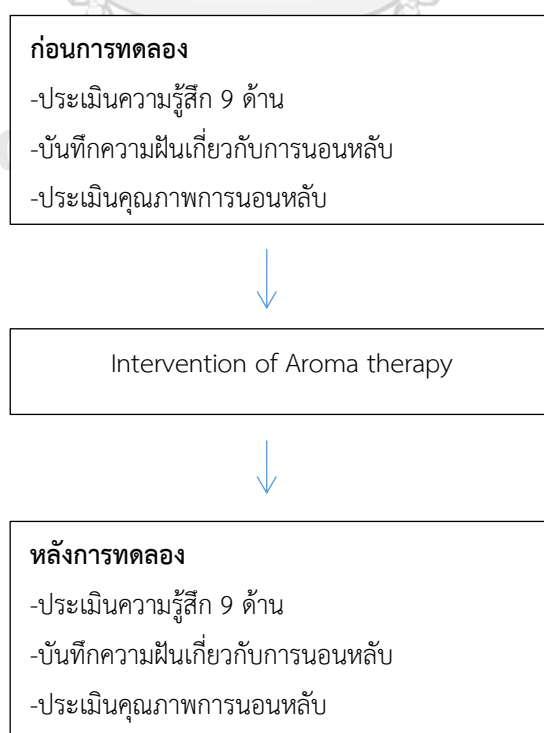 ก่อนการทดลอง
-ประเมินความรู้สึก 9 ด้าน
-บันทึกความฝันเกี่ยวกับการนอนหลับ
-ประเมินคุณภาพการนอนหลับ
Intervention of Aroma therapy
หลังการทดลอง
-ประเมินความรู้สึก 9 ด้าน
-บันทึกความฝันเกี่ยวกับการนอนหลับ
-ประเมินคุณภาพการนอนหลับ